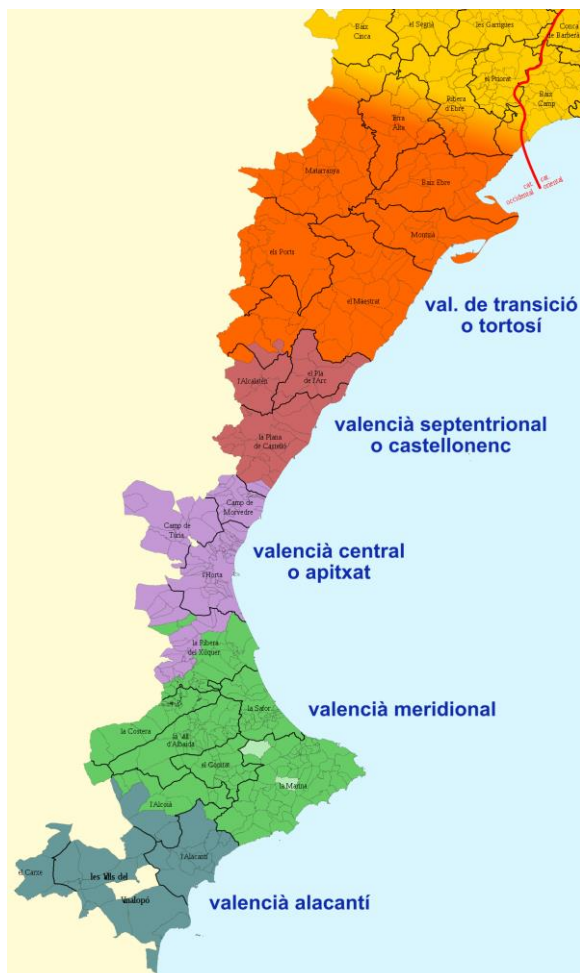 Baix
Cinca
el Segrià
les Garrigues
Conca
de Barberà
el Priorat
Ribera
d'Ebre
Baix
Camp
Terra
Alta
Matarranya
Baix Ebre
cat.
occidental
cat.
oriental
Montsià
els Ports
el Maestrat
val. de transició
o tortosí
l'Alcalatén
el Pla
de l'Arc
valencià septentrional
o castellonenc
la Plana
de Castelló
Camp de
Morvedre
Camp de
Túria
valencià central
o apitxat
l'Horta
la Ribera
del Xúquer
valencià meridional
la Safor
la Costera
la Vall
d'Albaida
el Comtat
la Marina
l'Alcoià
l'Alacantí
el Carxe
les Valls del
Vinalopó
valencià alacantí